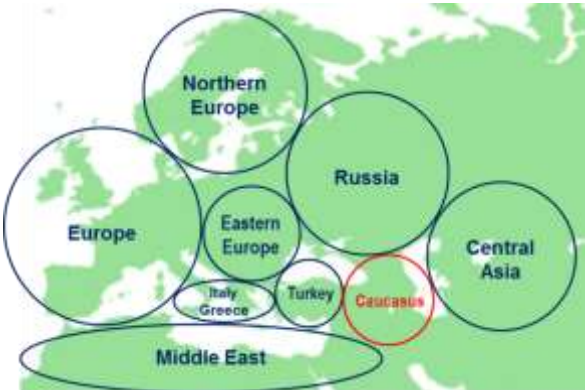 Northern
Europe
Russia
Europe
Eastern
Europe
Central
Asia
Italy
Greece
Turkey
Caucasus
Middle East